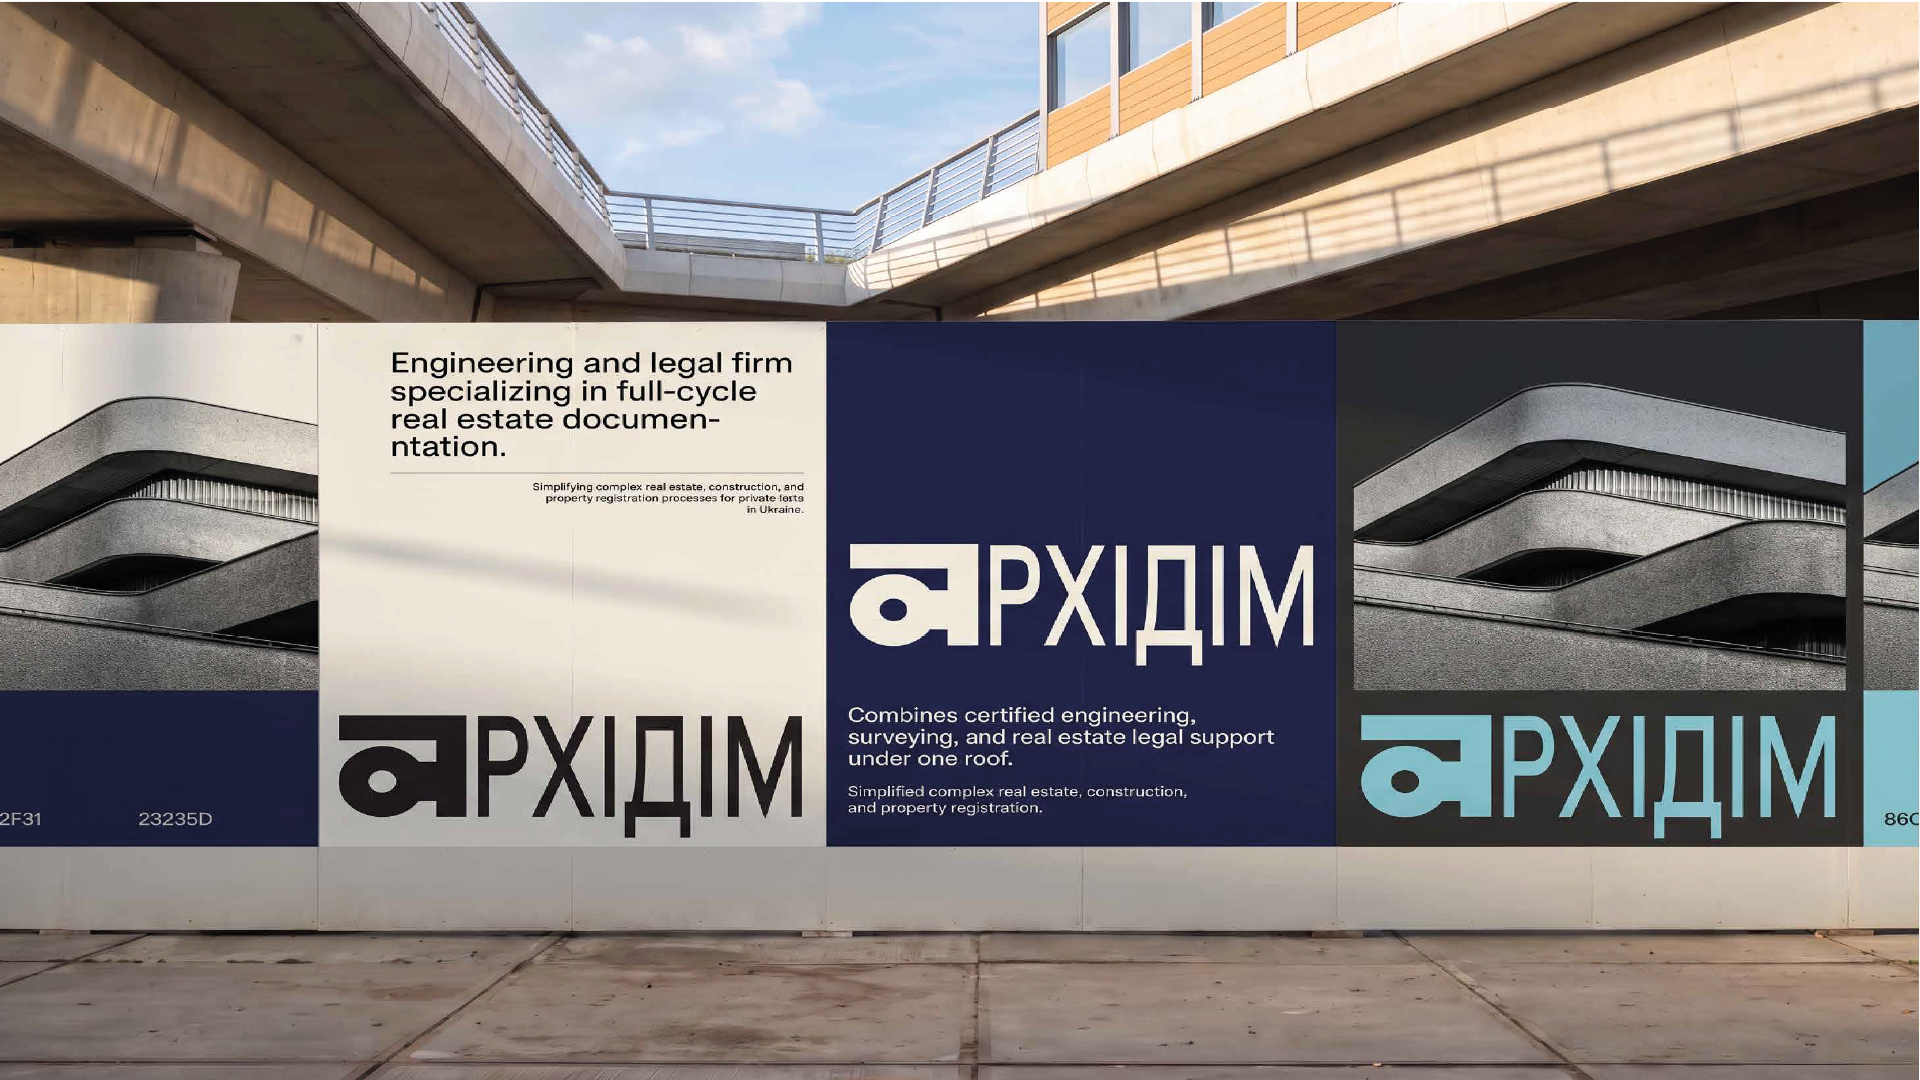 2F31 23235D
Engineering and legal firm
specializing in full-cycle
real estate documen-
ntation.
Simplifying complex real estate, construction, and
property registration processes for private
in Ukraine.
аРХІДІМ
аРХІДІМ
Combines certified engineering,
surveying, and real estate legal support
under one roof.
Simplified complex real estate, construction,
and property registration.
аРХІДІМ
86C